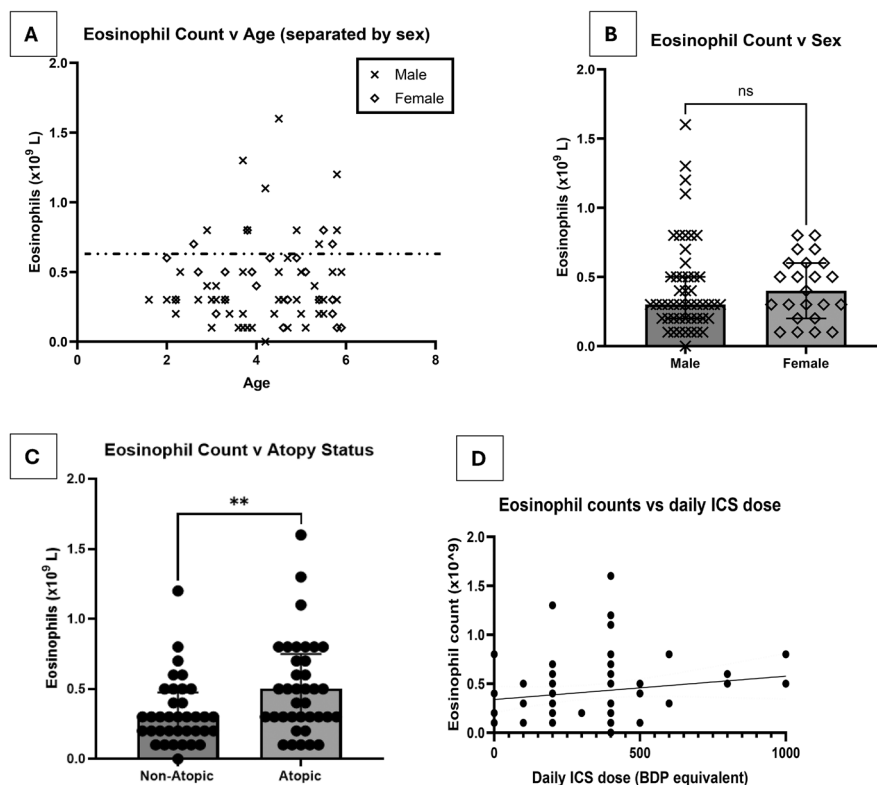 A
Eosinophil Count v Age (separated by sex)
Male
Female
Eosinophils (x10⁹ L)
2.0
1.5
1.0
0.5
0.0
0 2 4 6 8
Age
B
Eosinophil Count v Sex
ns
Eosinophils (x10⁹ L)
2.0
1.5
1.0
0.5
0.0
Male Female
C
Eosinophil Count v Atopy Status
**
Eosinophils (x10⁹ L)
2.0
1.5
1.0
0.5
0.0
Non-Atopic Atopic
D
Eosinophil counts vs daily ICS dose
Eosinophil count (x10^9)
2.0
1.5
1.0
0.5
0.0
0 500 1000
Daily ICS dose (BDP equivalent)